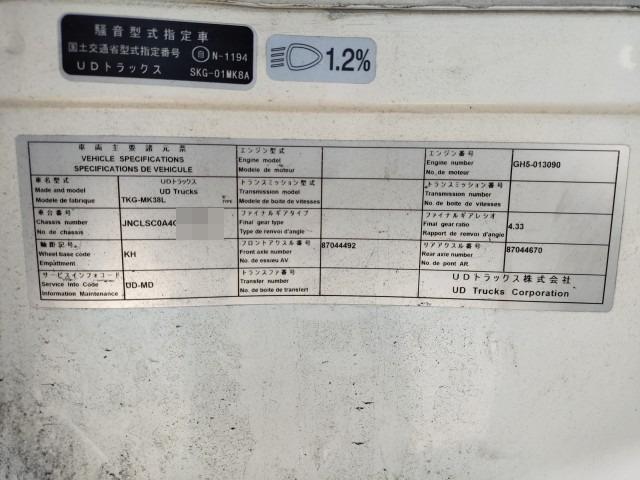 騒音型式指定車
国土交通省型式指定番号 自 N-1194
UDトラックス SKG-01MK8A
1.2%
車両主要諸元票
VEHICLE SPECIFICATIONS
SPECIFICATIONS DE VEHICULE
エンジン型式
Engine model
Modele de moteur
エンジン番号
Engine number
No. de moteur
GH5-013090
車名型式
Made and model
Modele de fabrique
UDトラックス
UD Trucks
TKG-MK38L
TYPE
トランスミッション型式
Transmission model
Modele de boite de vitesses
トランスミッション番号
Transmission number
No. de boite de vitesses
車台番号
Chassis number
No. de chassis
JNCLSC0A4C
ファイナルギアタイプ
Final gear type
Type de renvoi d'angle
ファイナルギアレシオ
Final gear ratio
Rapport de renvoi d'angle
4.33
軸距記号
Wheel base code
Empattment
KH
フロントアクスル番号
Front axle number
No. de essieu AV.
87044492
リアアクスル番号
Rear axle number
No. de pont AR.
87044670
サービスインフォコード
Service Info Code
Information Maintenance
UD-MD
トランスファ番号
Transfer number
No. de boite de transfert
UDトラックス株式会社
UD Trucks Corporation